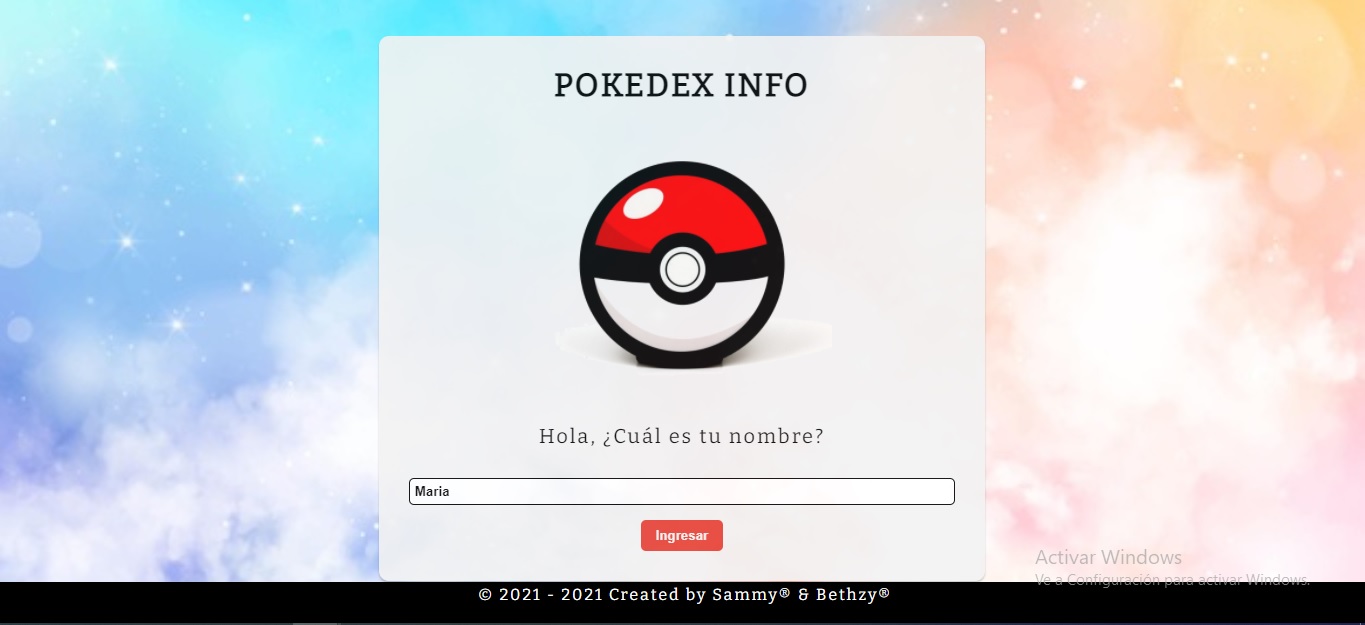 POKEDEX INFO
Hola, ¿Cuál es tu nombre?
Maria
Ingresar
Activar Windows
Ve a Configuración para activar Windows.
© 2021 - 2021 Created by Sammy® & Bethzy®